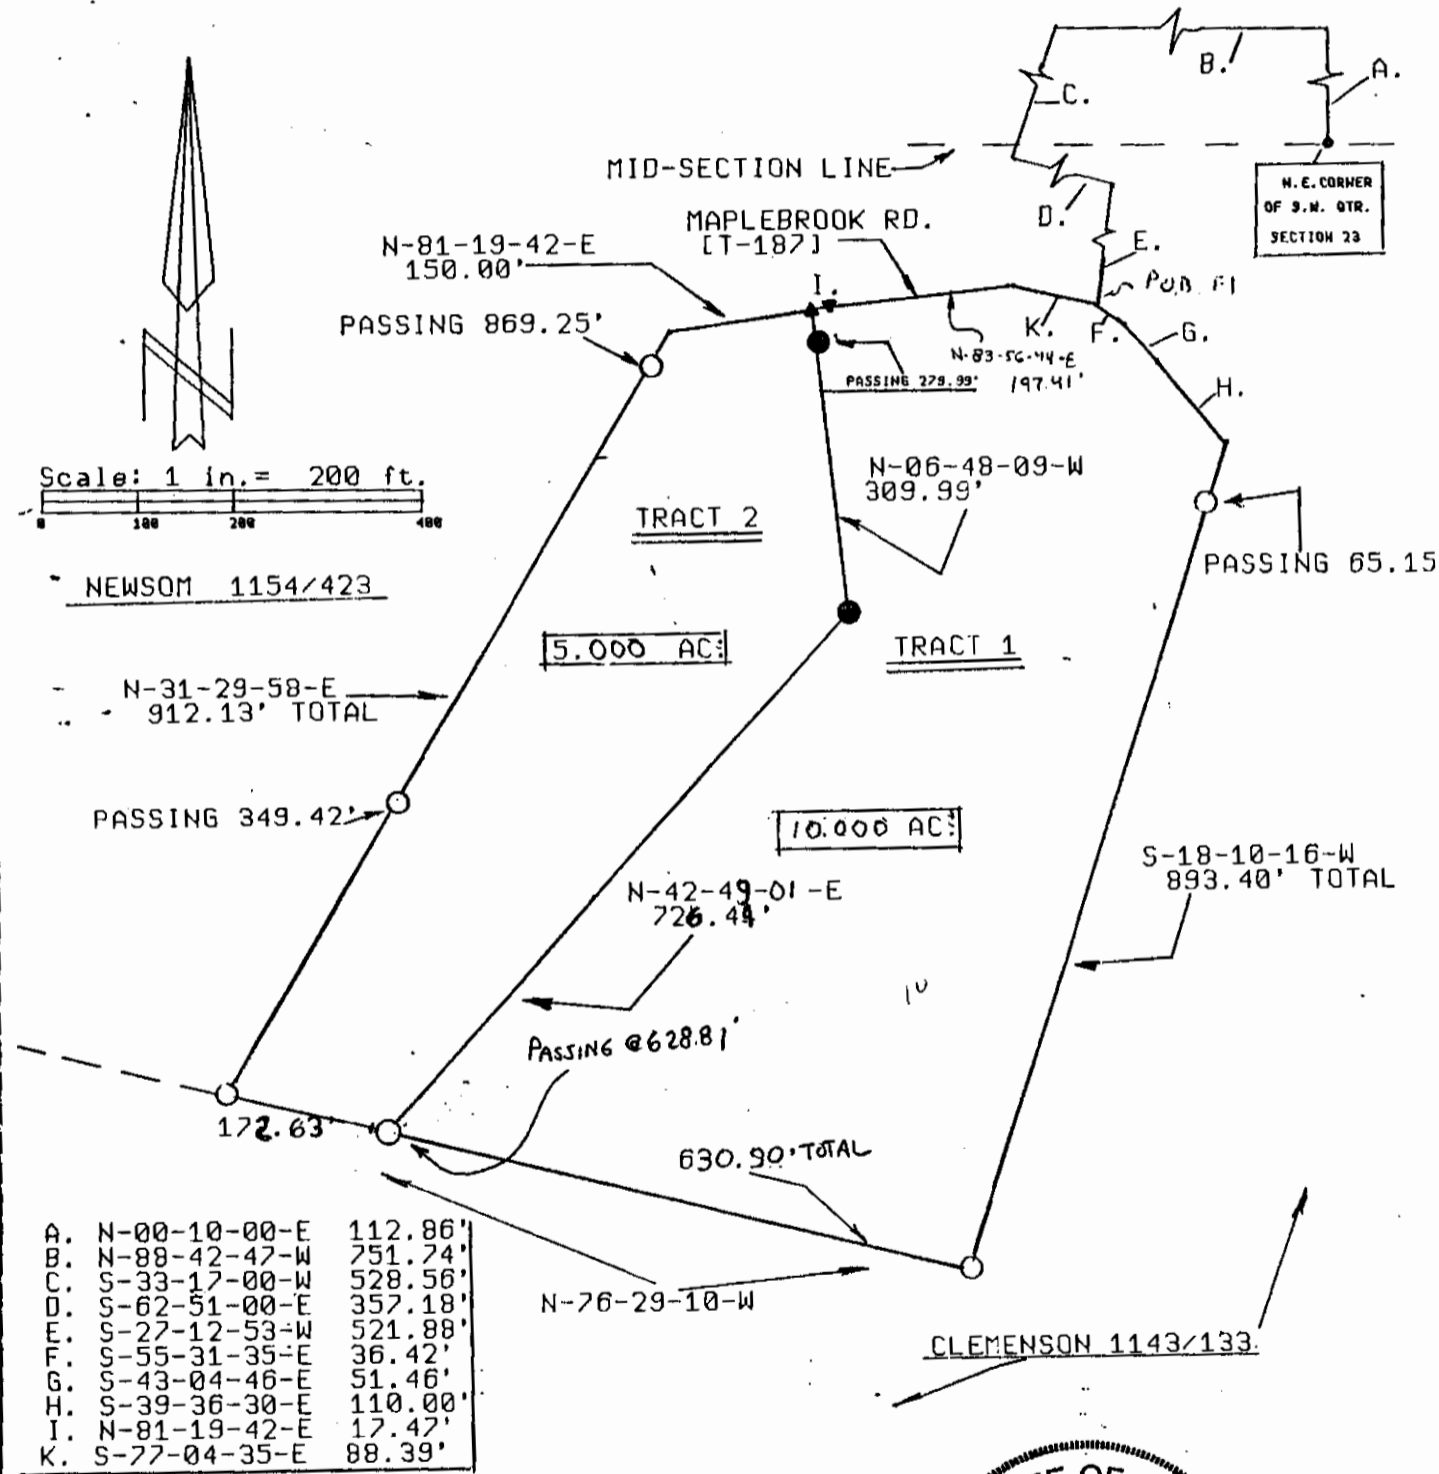 B.
A.
C.
MID-SECTION LINE
N.E. CORNER
OF S.W. QTR.
SECTION 23
D.
MAPLEBROOK RD.
[T-187]
E.
N-81-19-42-E
150.00'
I.
P.O.B.
PASSING 869.25'
K.
F.
G.
N-83-56-44-E
197.41'
PASSING 279.99'
H.
Scale: 1 in.= 200 ft.
0 100 200 400
N-06-48-09-W
309.99'
TRACT 2
PASSING 65.15
NEWSOM 1154/423
5.000 AC±
TRACT 1
N-31-29-58-E
912.13' TOTAL
PASSING 349.42'
10.000 AC±
S-18-10-16-W
893.40' TOTAL
N-42-49-01-E
726.44'
PASSING @ 628.81'
172.63'
630.90' TOTAL
A. N-00-10-00-E 112.86'
B. N-88-42-47-W 751.74'
C. S-33-17-00-W 528.56'
D. S-62-51-00-E 357.18'
E. S-27-12-53-W 521.88'
F. S-55-31-35-E 36.42'
G. S-43-04-46-E 51.46'
H. S-39-36-30-E 110.00'
I. N-81-19-42-E 17.47'
K. S-77-04-35-E 88.39'
N-76-29-10-W
CLEMENSON 1143/133
OF